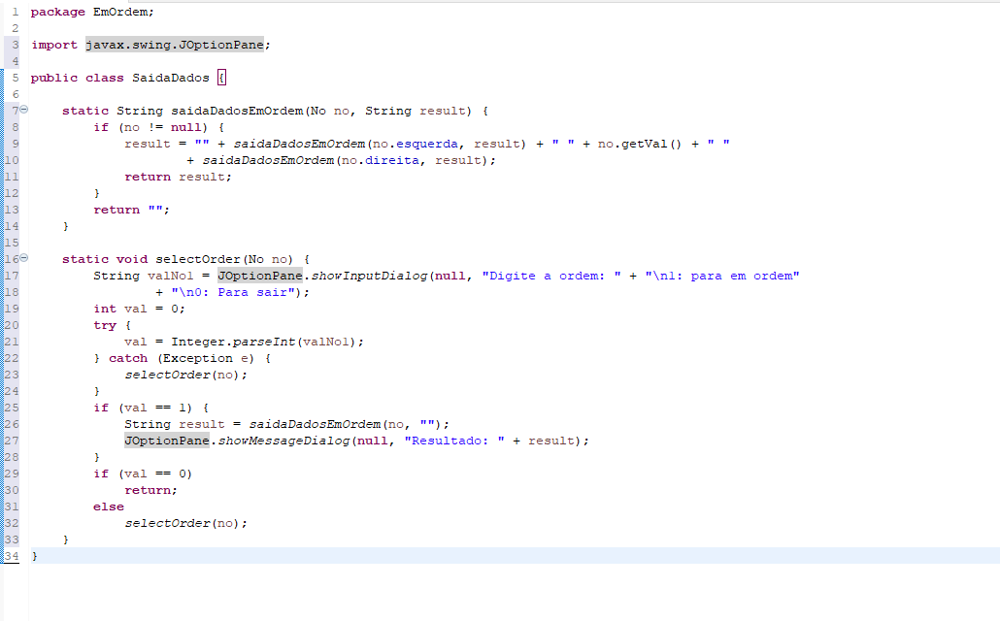 1 package EmOrdem;
2
3 import javax.swing.JOptionPane;
4
5 public class SaidaDados {
6
7 static String saidaDadosEmOrdem(No no, String result) {
8 if (no != null) {
9 result = "" + saidaDadosEmOrdem(no.esquerda, result) + " " + no.getVal() + " "
10 + saidaDadosEmOrdem(no.direita, result);
11 return result;
12 }
13 return "";
14 }
15
16 static void selectOrder(No no) {
17 String valNo1 = JOptionPane.showInputDialog(null, "Digite a ordem: " + "\n1: para em ordem"
18 + "\n0: Para sair");
19 int val = 0;
20 try {
21 val = Integer.parseInt(valNo1);
22 } catch (Exception e) {
23 selectOrder(no);
24 }
25 if (val == 1) {
26 String result = saidaDadosEmOrdem(no, "");
27 JOptionPane.showMessageDialog(null, "Resultado: " + result);
28 }
29 if (val == 0)
30 return;
31 else
32 selectOrder(no);
33 }
34 }